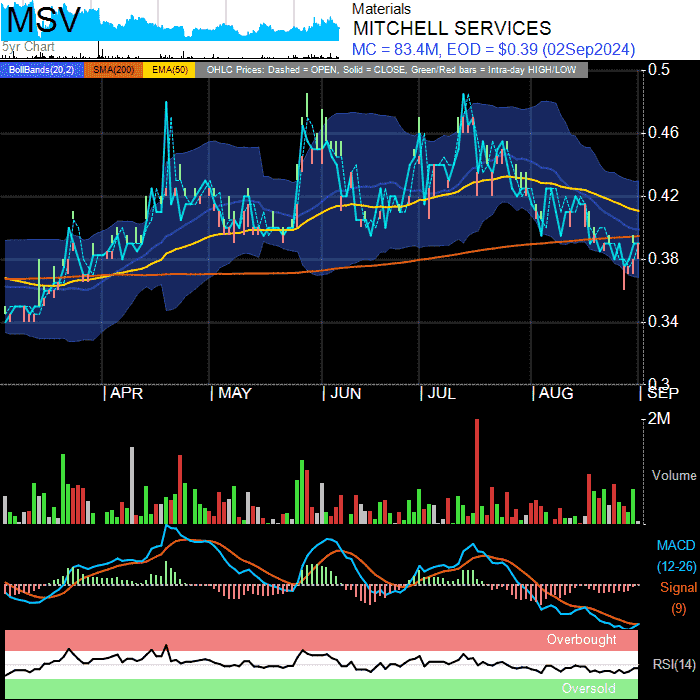 MSV
5yr Chart
Materials
MITCHELL SERVICES
MC = 83.4M, EOD = $0.39 (02Sep2024)
BollBands(20,2) SMA(200) EMA(50) OHLC Prices: Dashed = OPEN, Solid = CLOSE, Green/Red bars = Intra-day HIGH/LOW
0.5
0.46
0.42
0.38
0.34
0.3
APR MAY JUN JUL AUG SEP
2M
Volume
MACD
(12-26)
Signal
(9)
Overbought
RSI(14)
Oversold